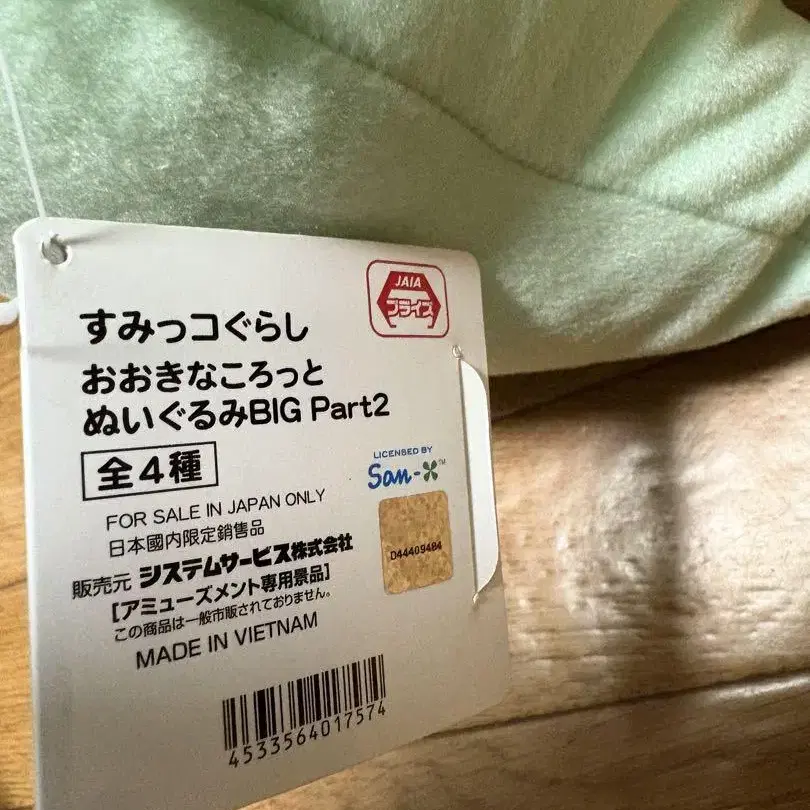 JAIA
プライズ
すみっコぐらし
おおきなころっと
ぬいぐるみBIG Part2
全4種
LICENSED BY
San-X™
FOR SALE IN JAPAN ONLY
日本國内限定銷售品
D44409484
販売元 システムサービス株式会社
[アミューズメント専用景品]
この商品は一般市販されておりません。
MADE IN VIETNAM
4533564017574